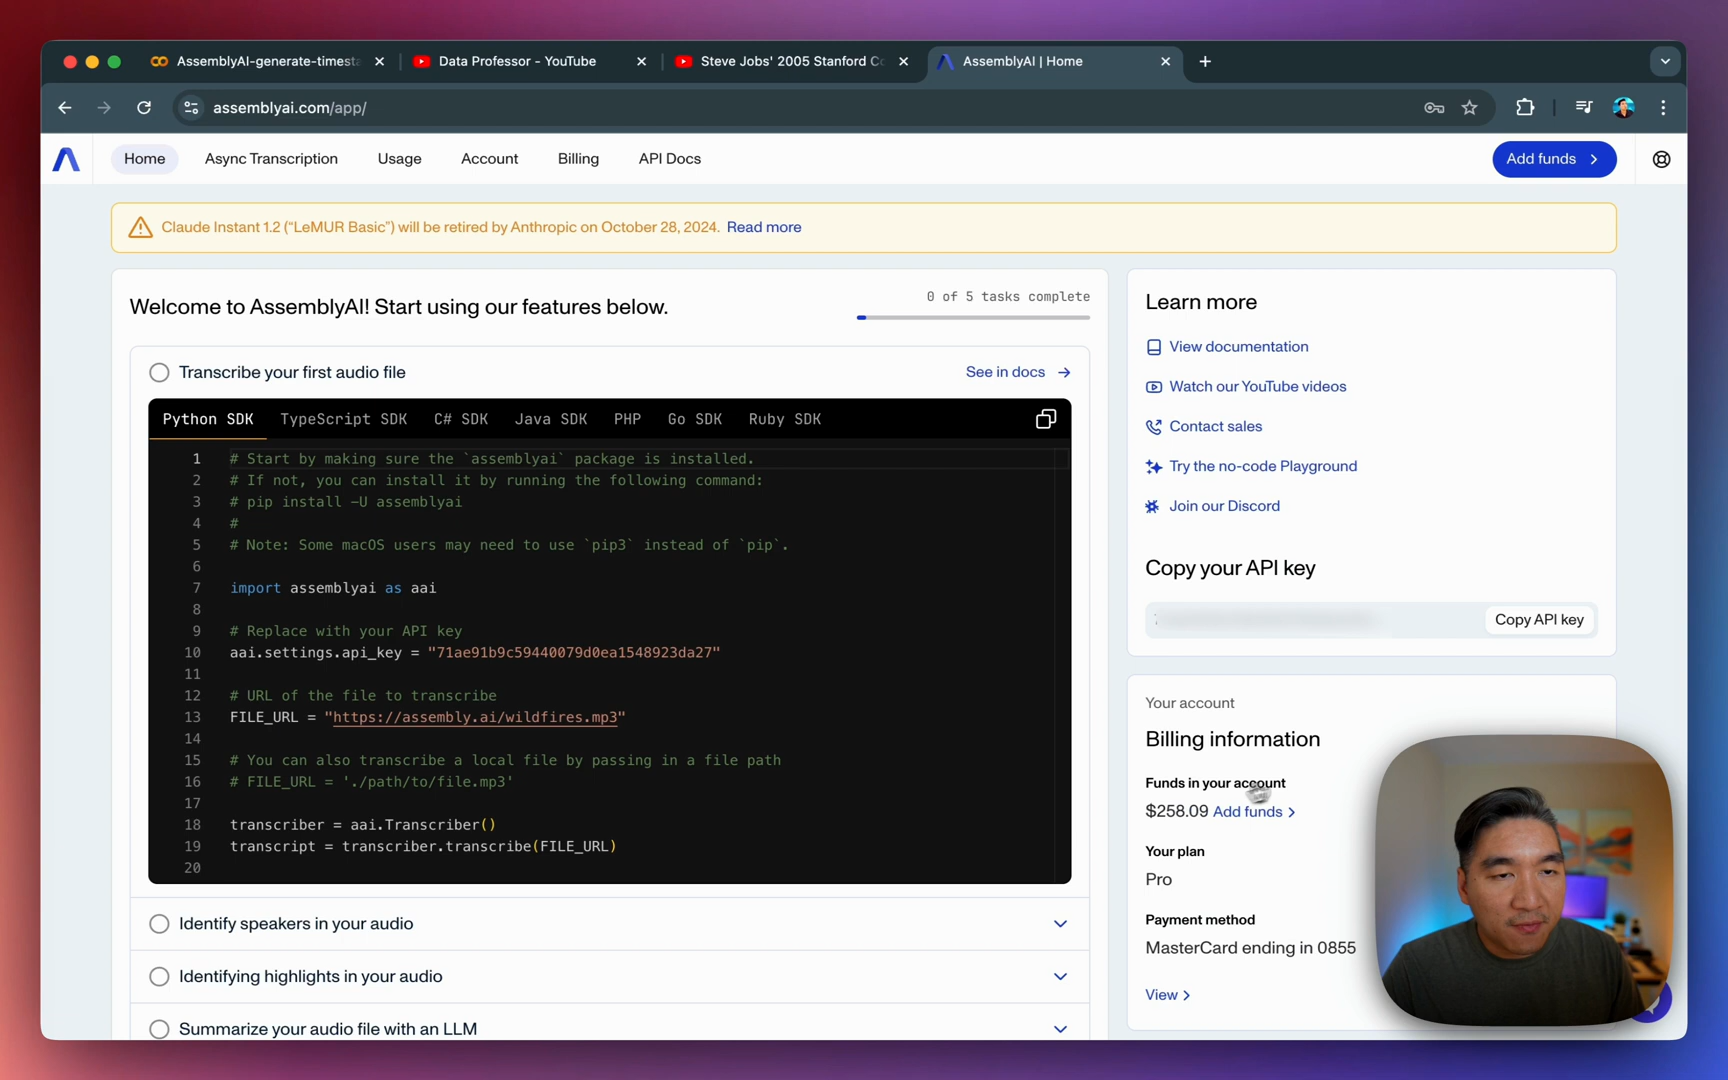 AssemblyAI-generate-timesta
Data Professor - YouTube
Steve Jobs' 2005 Stanford Co
AssemblyAI | Home
assemblyai.com/app/
Home
Async Transcription
Usage
Account
Billing
API Docs
Add funds
Claude Instant 1.2 (“LeMUR Basic”) will be retired by Anthropic on October 28, 2024. Read more
Welcome to AssemblyAI! Start using our features below.
0 of 5 tasks complete
Transcribe your first audio file
See in docs
Python SDK
TypeScript SDK
C# SDK
Java SDK
PHP
Go SDK
Ruby SDK
1 # Start by making sure the `assemblyai` package is installed.
2 # If not, you can install it by running the following command:
3 # pip install -U assemblyai
4 #
5 # Note: Some macOS users may need to use `pip3` instead of `pip`.
6
7 import assemblyai as aai
8
9 # Replace with your API key
10 aai.settings.api_key = "71ae91b9c59440079d0ea1548923da27"
11
12 # URL of the file to transcribe
13 FILE_URL = "https://assembly.ai/wildfires.mp3"
14
15 # You can also transcribe a local file by passing in a file path
16 # FILE_URL = './path/to/file.mp3'
17
18 transcriber = aai.Transcriber()
19 transcript = transcriber.transcribe(FILE_URL)
20
Identify speakers in your audio
Identifying highlights in your audio
Summarize your audio file with an LLM
Learn more
View documentation
Watch our YouTube videos
Contact sales
Try the no-code Playground
Join our Discord
Copy your API key
Copy API key
Your account
Billing information
Funds in your account
$258.09 Add funds
Your plan
Pro
Payment method
MasterCard ending in 0855
View